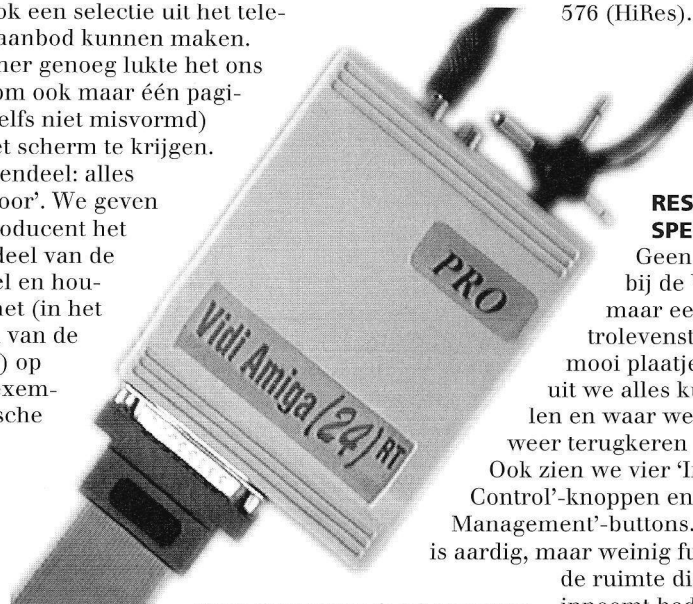 ok een selectie uit het tele-
aanbod kunnen maken.
ner genoeg lukte het ons
om ook maar één pagi-
elfs niet misvormd)
et scherm te krijgen.
endeel: alles
oor'. We geven
oducent het
deel van de
el en hou-
net (in het
van de
) op
exem-
sche
PRO
Vidi Amiga(24)RT
576 (HiRes).
RES
SPE
Geen
bij de
maar ee
trolevenst
mooi plaatje
uit we alles ku
len en waar we
weer terugkeren
Ook zien we vier 'I
Control'-knoppen en
Management'-buttons.
is aardig, maar weinig fu
de ruimte di